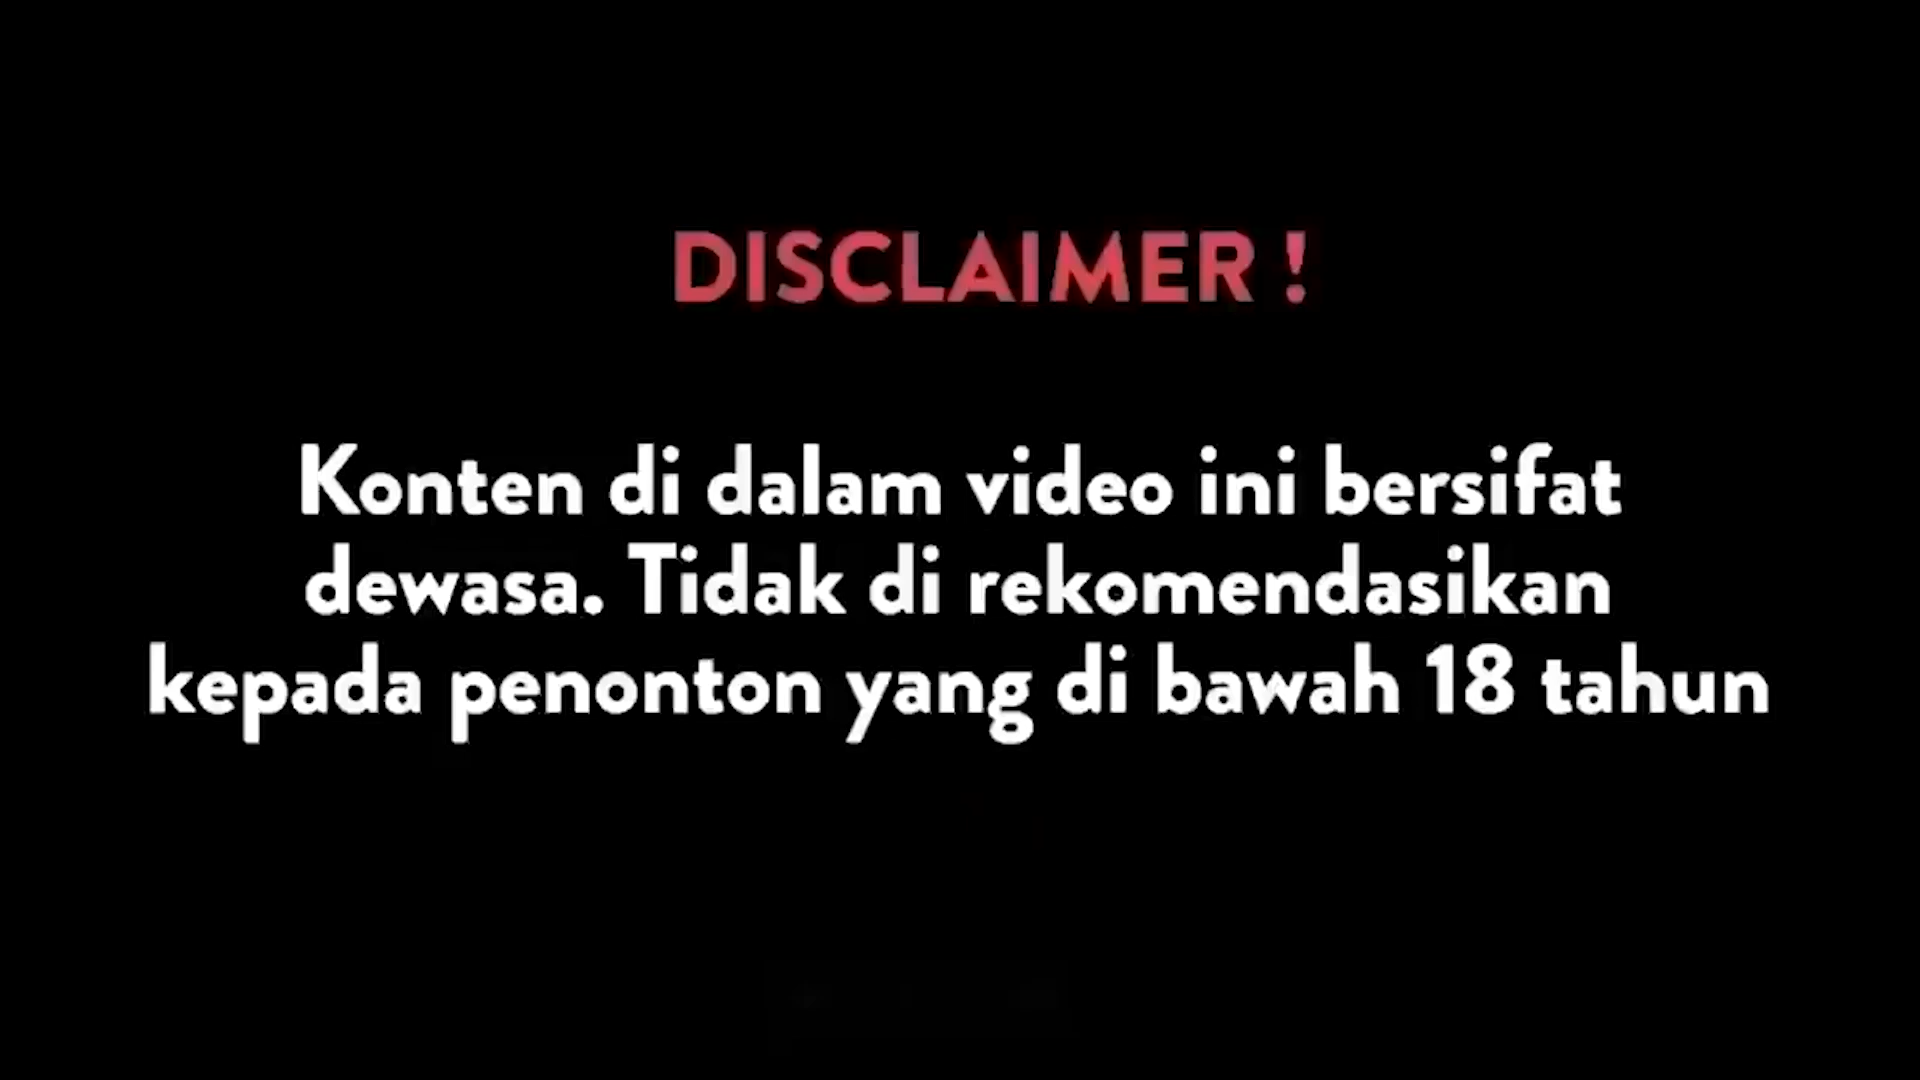 DISCLAIMER !
Konten di dalam video ini bersifat
dewasa. Tidak di rekomendasikan
kepada penonton yang di bawah 18 tahun